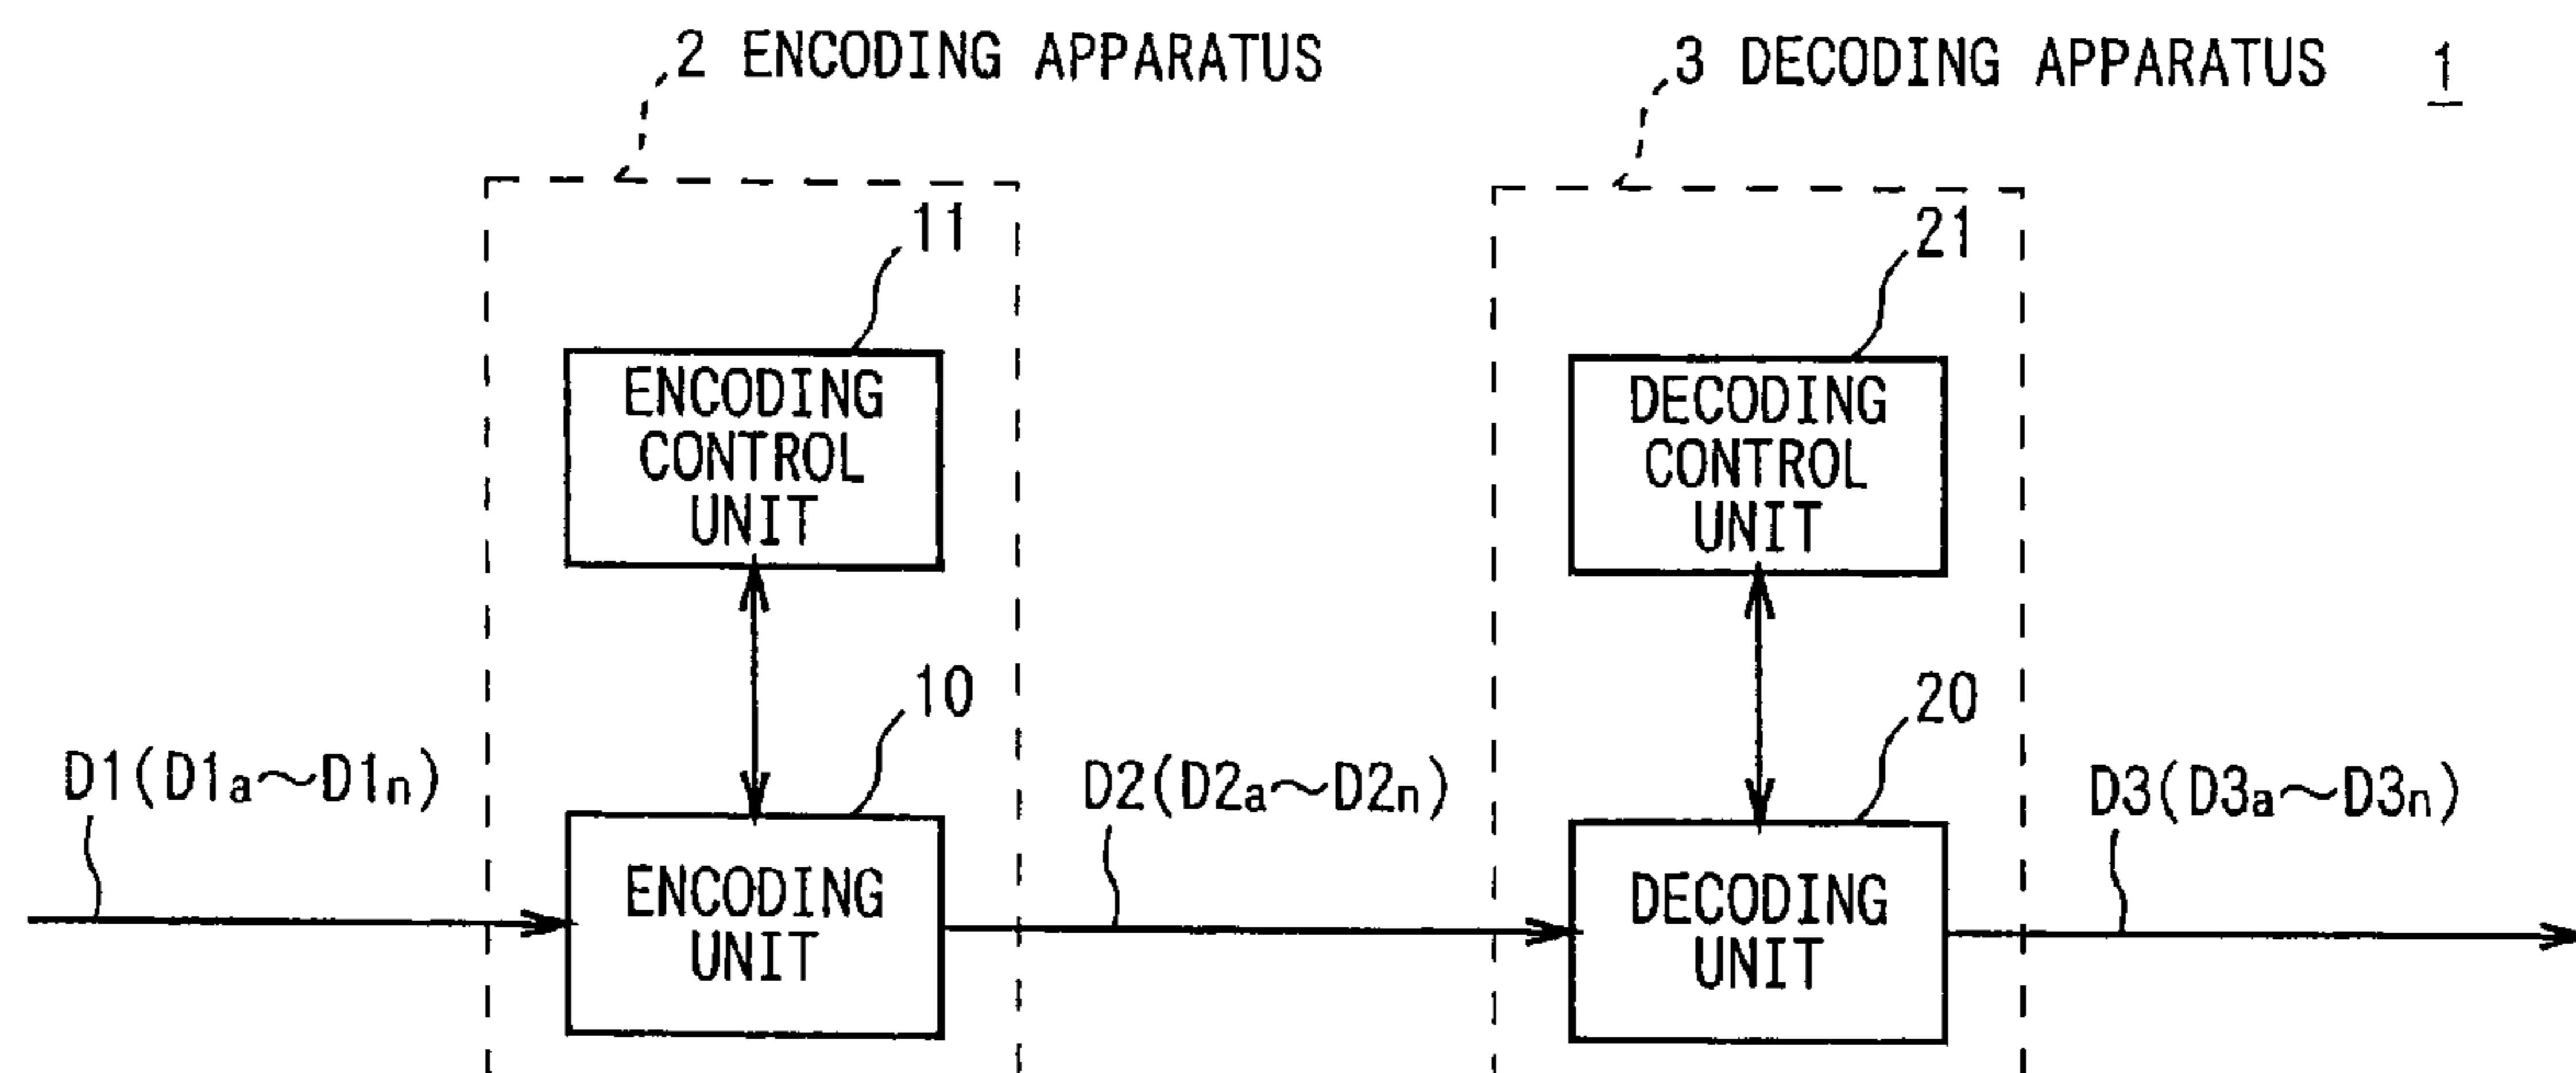 2 ENCODING APPARATUS
3 DECODING APPARATUS
1
11
21
ENCODING
CONTROL
UNIT
DECODING
CONTROL
UNIT
10
20
D1(D1a～D1n)
D2(D2a～D2n)
D3(D3a～D3n)
ENCODING
UNIT
DECODING
UNIT